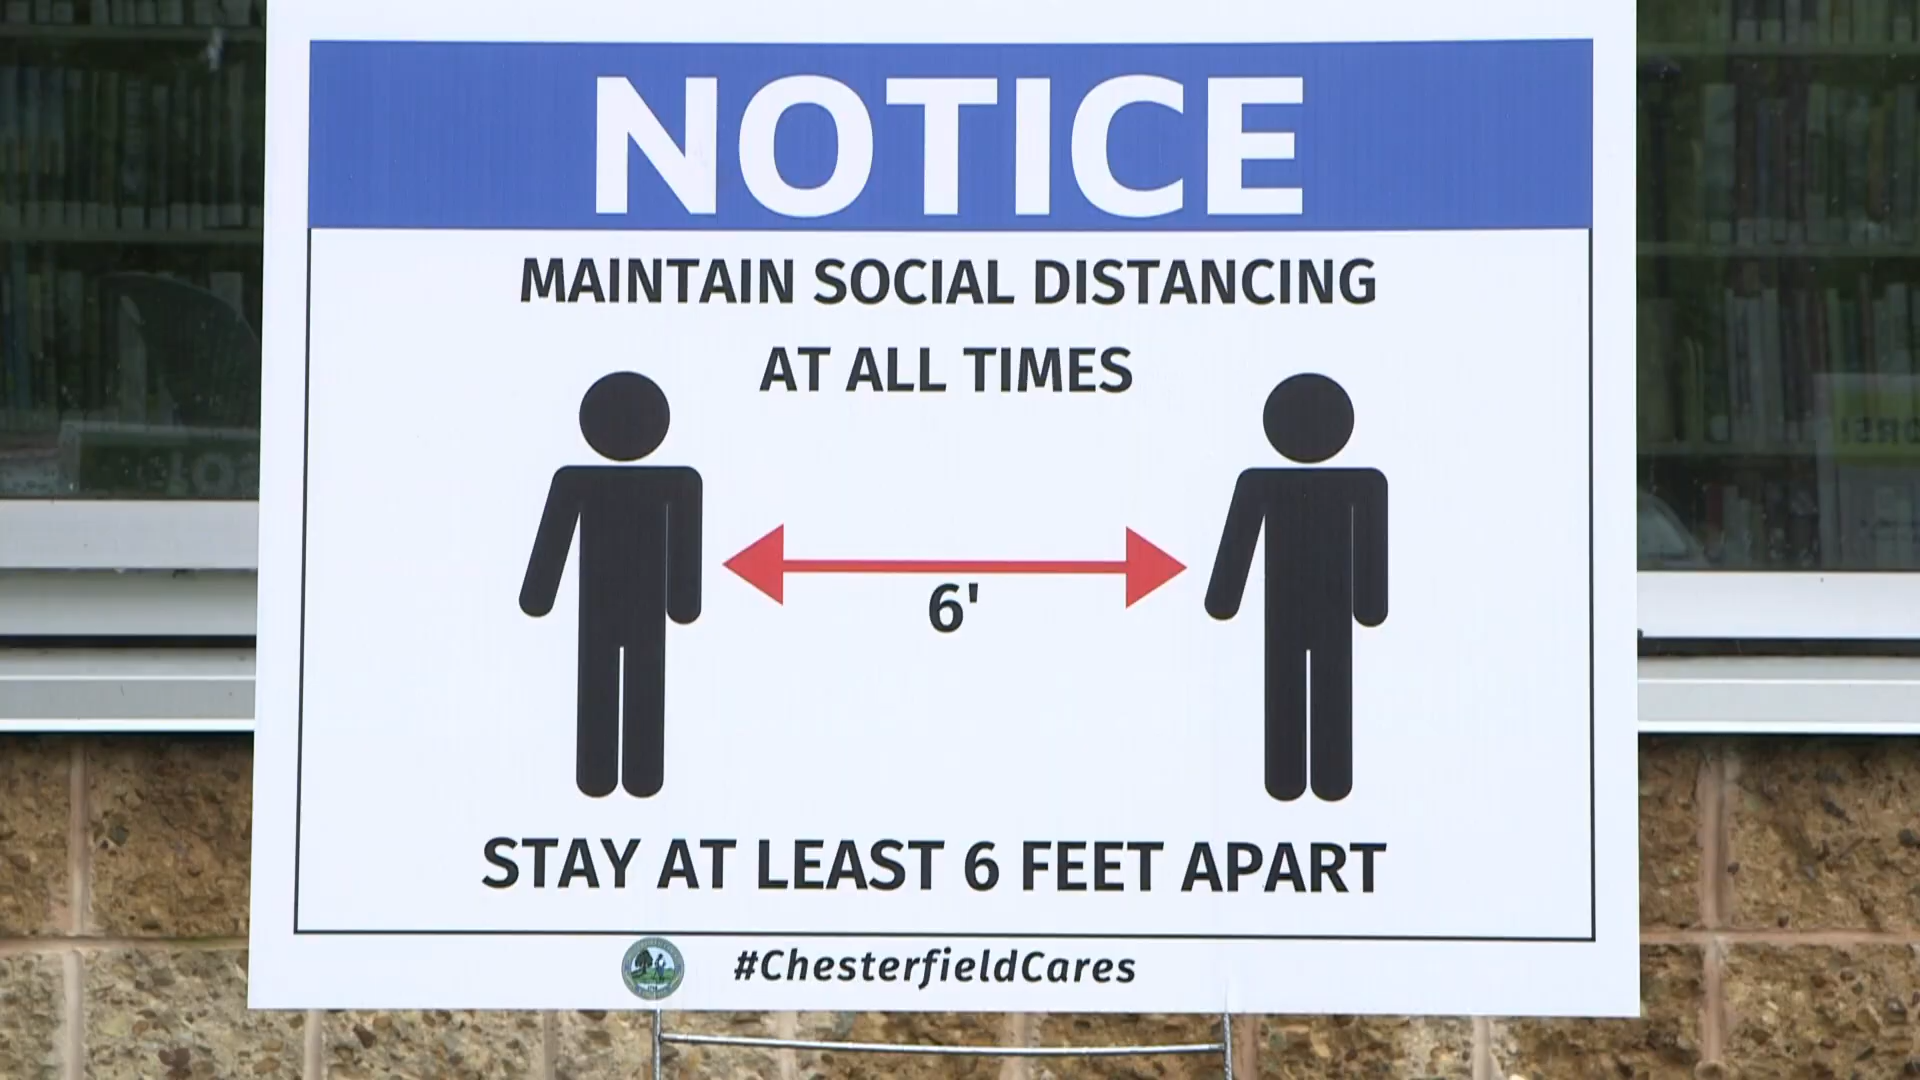 NOTICE
MAINTAIN SOCIAL DISTANCING
AT ALL TIMES
6'
STAY AT LEAST 6 FEET APART
#ChesterfieldCares